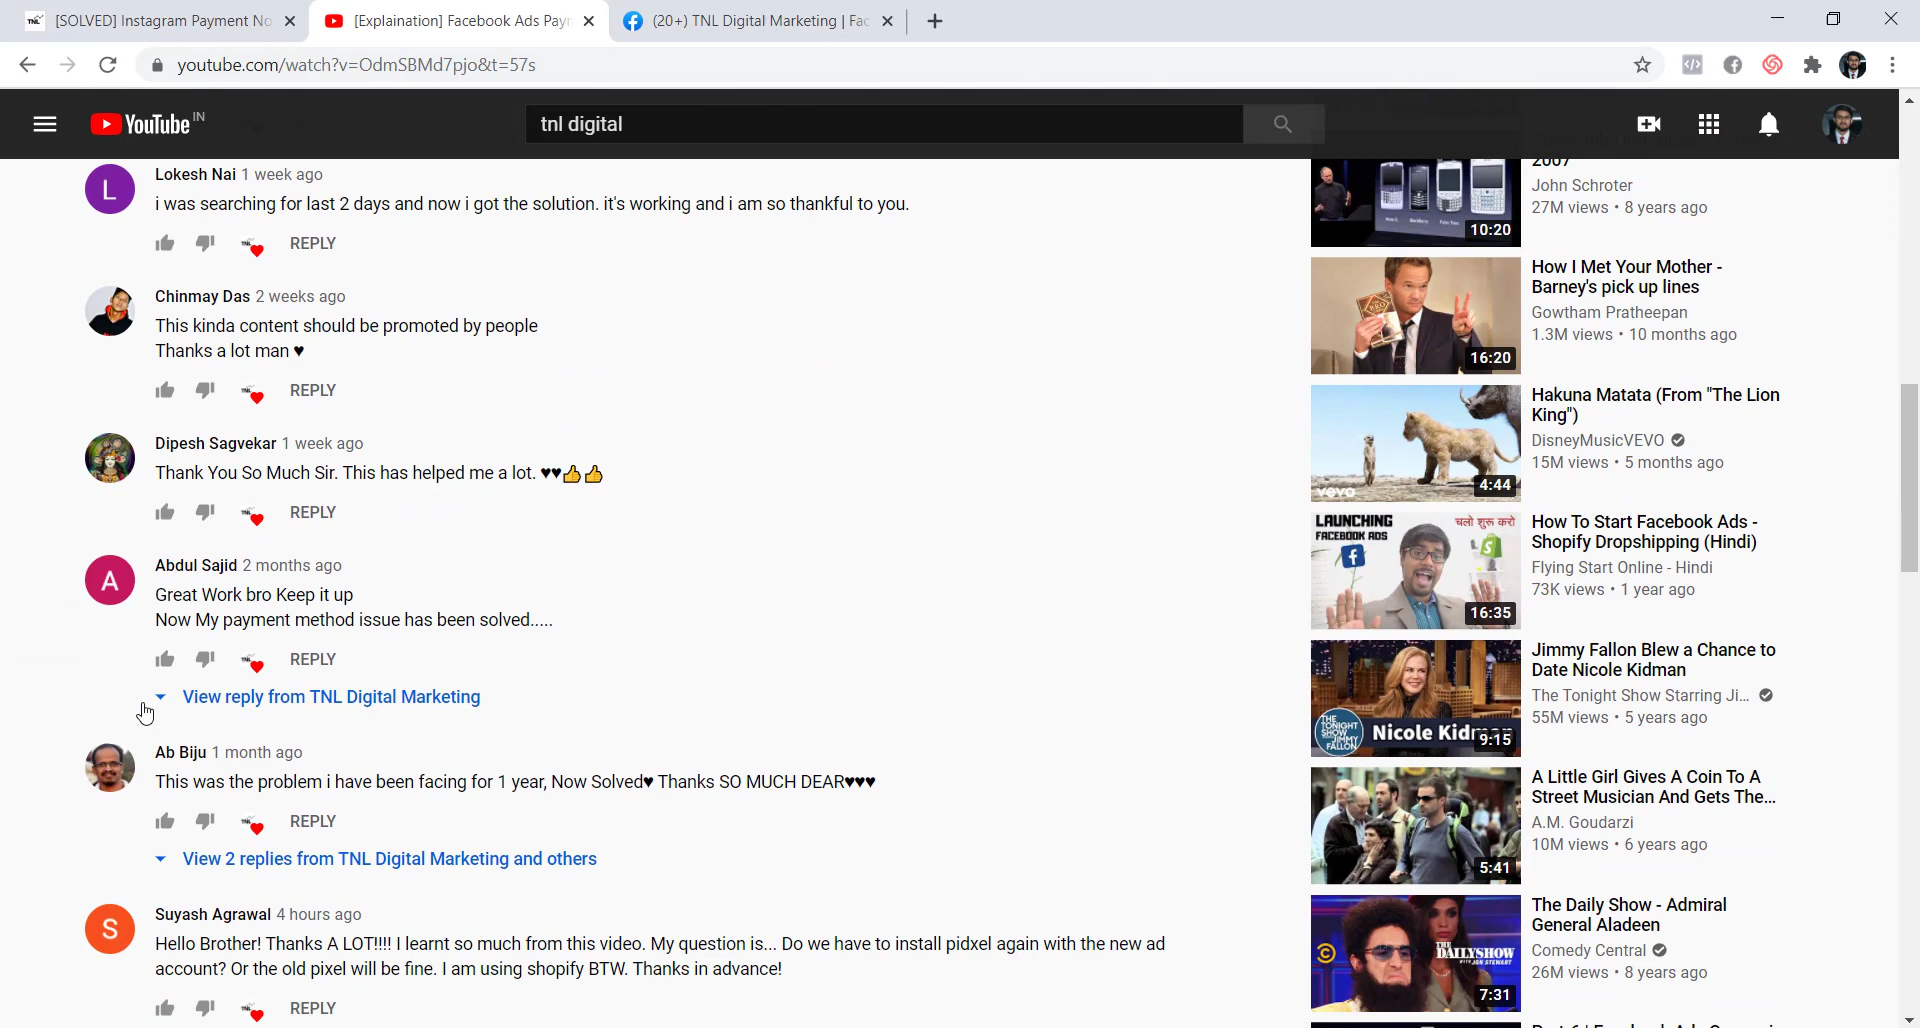 [SOLVED] Instagram Payment No
[Explaination] Facebook Ads Payr
(20+) TNL Digital Marketing | Fac
youtube.com/watch?v=OdmSBMd7pjo&t=57s
YouTube IN
tnl digital
L
Lokesh Nai 1 week ago
i was searching for last 2 days and now i got the solution. it's working and i am so thankful to you.
REPLY
Chinmay Das 2 weeks ago
This kinda content should be promoted by people
Thanks a lot man ♥
REPLY
Dipesh Sagvekar 1 week ago
Thank You So Much Sir. This has helped me a lot. ♥♥👍👍
REPLY
A
Abdul Sajid 2 months ago
Great Work bro Keep it up
Now My payment method issue has been solved.....
REPLY
View reply from TNL Digital Marketing
Ab Biju 1 month ago
This was the problem i have been facing for 1 year, Now Solved♥ Thanks SO MUCH DEAR♥♥♥
REPLY
View 2 replies from TNL Digital Marketing and others
S
Suyash Agrawal 4 hours ago
Hello Brother! Thanks A LOT!!!! I learnt so much from this video. My question is... Do we have to install pidxel again with the new ad
account? Or the old pixel will be fine. I am using shopify BTW. Thanks in advance!
REPLY
2007
John Schroter
27M views • 8 years ago
10:20
How I Met Your Mother -
Barney's pick up lines
Gowtham Pratheepan
1.3M views • 10 months ago
16:20
Hakuna Matata (From "The Lion
King")
DisneyMusicVEVO
15M views • 5 months ago
vevo
4:44
LAUNCHING
FACEBOOK ADS
चलो शुरू करो
How To Start Facebook Ads -
Shopify Dropshipping (Hindi)
Flying Start Online - Hindi
73K views • 1 year ago
16:35
Jimmy Fallon Blew a Chance to
Date Nicole Kidman
The Tonight Show Starring Ji...
55M views • 5 years ago
THE
TONIGHT
SHOW
JIMMY
FALLON
Nicole Kidm
9:15
A Little Girl Gives A Coin To A
Street Musician And Gets The...
A.M. Goudarzi
10M views • 6 years ago
5:41
The Daily Show - Admiral
General Aladeen
Comedy Central
26M views • 8 years ago
THE
DAILYSHOW
WITH JON STEWART
7:31